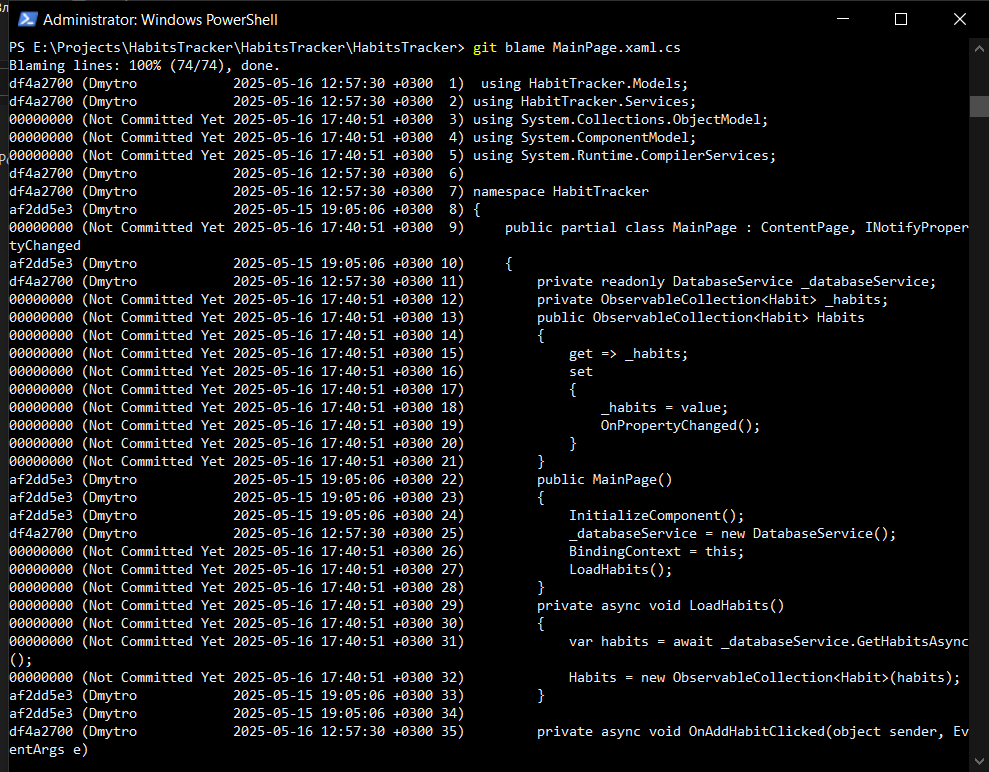 Administrator: Windows PowerShell
PS E:\Projects\HabitsTracker\HabitsTracker\HabitsTracker> git blame MainPage.xaml.cs
Blaming lines: 100% (74/74), done.
df4a2700 (Dmytro            2025-05-16 12:57:30 +0300  1)  using HabitTracker.Models;
df4a2700 (Dmytro            2025-05-16 12:57:30 +0300  2) using HabitTracker.Services;
00000000 (Not Committed Yet 2025-05-16 17:40:51 +0300  3) using System.Collections.ObjectModel;
00000000 (Not Committed Yet 2025-05-16 17:40:51 +0300  4) using System.ComponentModel;
00000000 (Not Committed Yet 2025-05-16 17:40:51 +0300  5) using System.Runtime.CompilerServices;
df4a2700 (Dmytro            2025-05-16 12:57:30 +0300  6)
df4a2700 (Dmytro            2025-05-16 12:57:30 +0300  7) namespace HabitTracker
af2dd5e3 (Dmytro            2025-05-15 19:05:06 +0300  8) {
00000000 (Not Committed Yet 2025-05-16 17:40:51 +0300  9)     public partial class MainPage : ContentPage, INotifyProper
tyChanged
af2dd5e3 (Dmytro            2025-05-15 19:05:06 +0300 10)     {
df4a2700 (Dmytro            2025-05-16 12:57:30 +0300 11)         private readonly DatabaseService _databaseService;
00000000 (Not Committed Yet 2025-05-16 17:40:51 +0300 12)         private ObservableCollection<Habit> _habits;
00000000 (Not Committed Yet 2025-05-16 17:40:51 +0300 13)         public ObservableCollection<Habit> Habits
00000000 (Not Committed Yet 2025-05-16 17:40:51 +0300 14)         {
00000000 (Not Committed Yet 2025-05-16 17:40:51 +0300 15)             get => _habits;
00000000 (Not Committed Yet 2025-05-16 17:40:51 +0300 16)             set
00000000 (Not Committed Yet 2025-05-16 17:40:51 +0300 17)             {
00000000 (Not Committed Yet 2025-05-16 17:40:51 +0300 18)                 _habits = value;
00000000 (Not Committed Yet 2025-05-16 17:40:51 +0300 19)                 OnPropertyChanged();
00000000 (Not Committed Yet 2025-05-16 17:40:51 +0300 20)             }
00000000 (Not Committed Yet 2025-05-16 17:40:51 +0300 21)         }
af2dd5e3 (Dmytro            2025-05-15 19:05:06 +0300 22)         public MainPage()
af2dd5e3 (Dmytro            2025-05-15 19:05:06 +0300 23)         {
af2dd5e3 (Dmytro            2025-05-15 19:05:06 +0300 24)             InitializeComponent();
df4a2700 (Dmytro            2025-05-16 12:57:30 +0300 25)             _databaseService = new DatabaseService();
00000000 (Not Committed Yet 2025-05-16 17:40:51 +0300 26)             BindingContext = this;
00000000 (Not Committed Yet 2025-05-16 17:40:51 +0300 27)             LoadHabits();
00000000 (Not Committed Yet 2025-05-16 17:40:51 +0300 28)         }
00000000 (Not Committed Yet 2025-05-16 17:40:51 +0300 29)         private async void LoadHabits()
00000000 (Not Committed Yet 2025-05-16 17:40:51 +0300 30)         {
00000000 (Not Committed Yet 2025-05-16 17:40:51 +0300 31)             var habits = await _databaseService.GetHabitsAsync
();
00000000 (Not Committed Yet 2025-05-16 17:40:51 +0300 32)             Habits = new ObservableCollection<Habit>(habits);
af2dd5e3 (Dmytro            2025-05-15 19:05:06 +0300 33)         }
af2dd5e3 (Dmytro            2025-05-15 19:05:06 +0300 34)
df4a2700 (Dmytro            2025-05-16 12:57:30 +0300 35)         private async void OnAddHabitClicked(object sender, Ev
entArgs e)